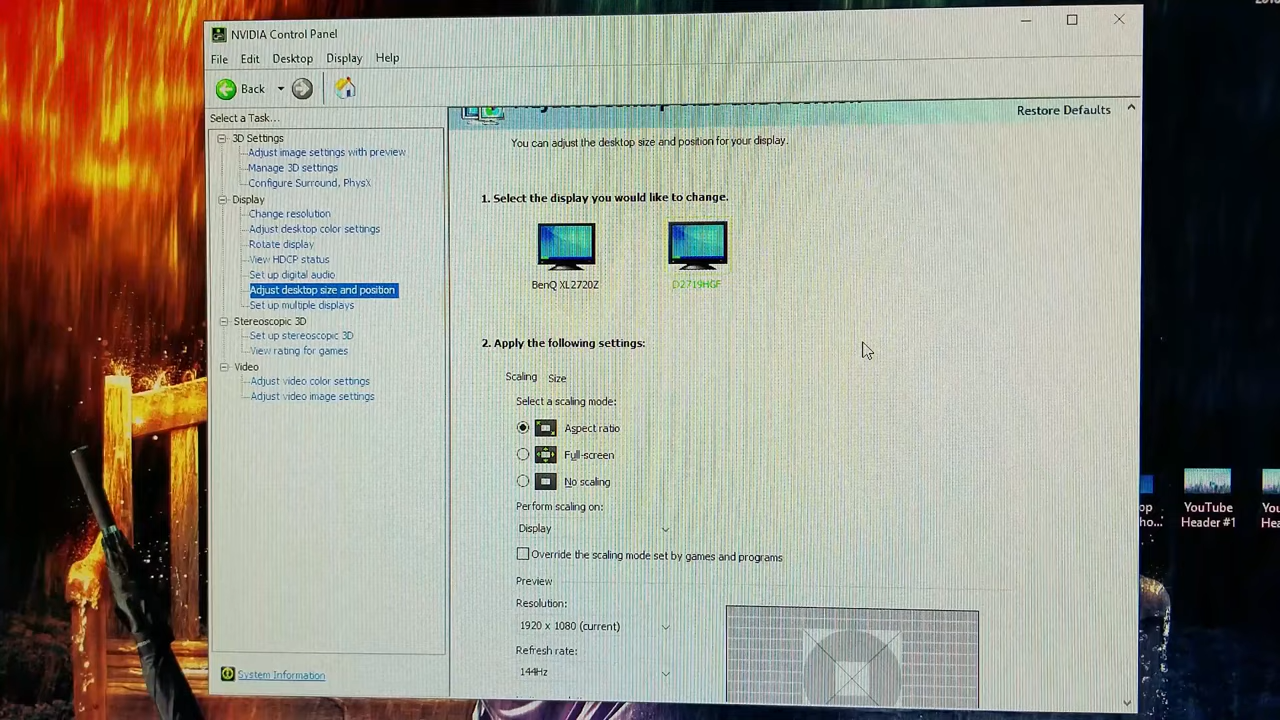 NVIDIA Control Panel
File Edit Desktop Display Help
Back
Select a Task...
3D Settings
Adjust image settings with preview
Manage 3D settings
Configure Surround, PhysX
Display
Change resolution
Adjust desktop color settings
Rotate display
View HDCP status
Set up digital audio
Adjust desktop size and position
Set up multiple displays
Stereoscopic 3D
Set up stereoscopic 3D
View rating for games
Video
Adjust video color settings
Adjust video image settings
System Information
Restore Defaults
You can adjust the desktop size and position for your display.
1. Select the display you would like to change.
BenQ XL2720Z D2719HGF
2. Apply the following settings:
Scaling Size
Select a scaling mode:
Aspect ratio
Full-screen
No scaling
Perform scaling on:
Display
Override the scaling mode set by games and programs
Preview
Resolution:
1920 x 1080 (current)
Refresh rate:
144Hz
YouTube
Header #1